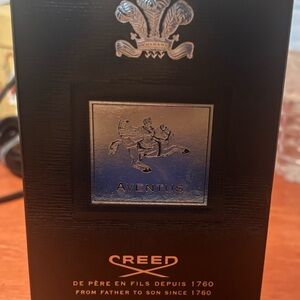 AVENTUS
CREED
DE PÈRE EN FILS DEPUIS 1760
FROM FATHER TO SON SINCE 1760